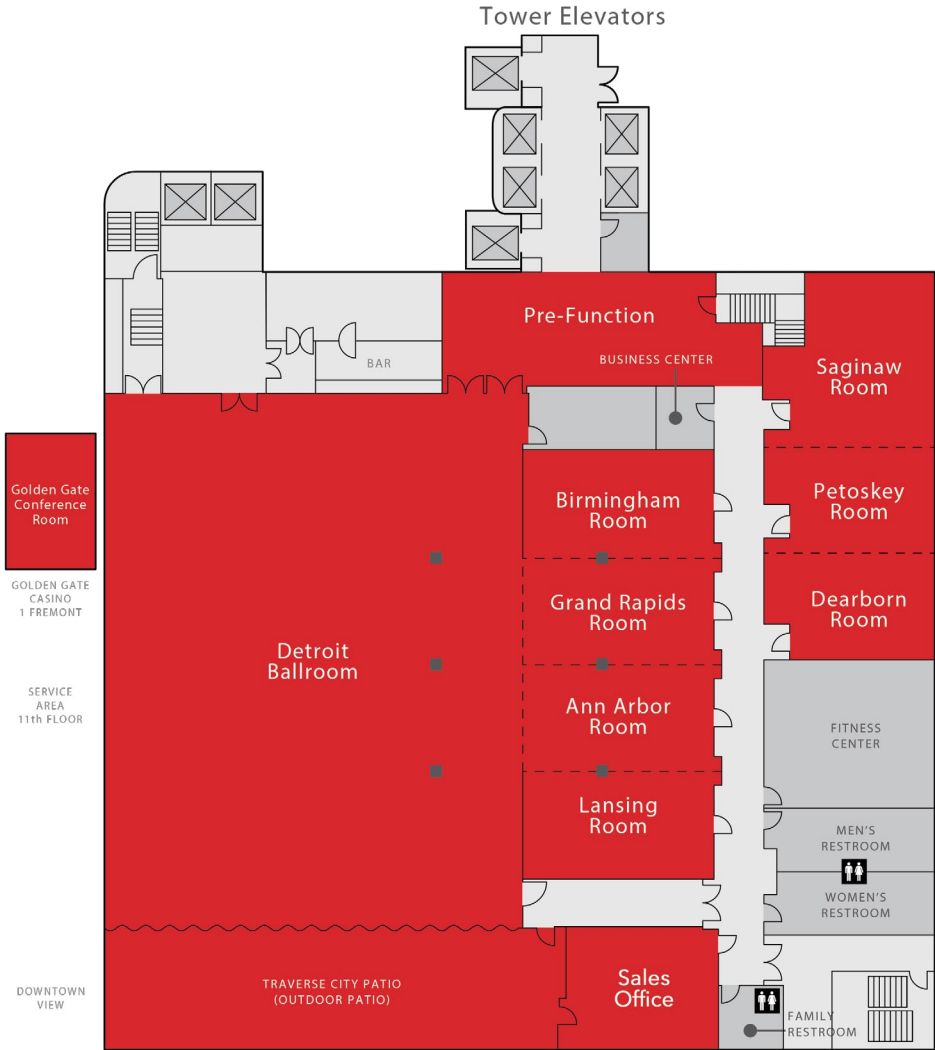 Tower Elevators
Pre-Function
BUSINESS CENTER
BAR
Saginaw
Room
Golden Gate
Conference
Room
GOLDEN GATE
CASINO
1 FREMONT
SERVICE
AREA
11th FLOOR
DOWNTOWN
VIEW
Birmingham
Room
Petoskey
Room
Grand Rapids
Room
Dearborn
Room
Detroit
Ballroom
Ann Arbor
Room
FITNESS
CENTER
Lansing
Room
MEN'S
RESTROOM
WOMEN'S
RESTROOM
TRAVERSE CITY PATIO
(OUTDOOR PATIO)
Sales
Office
FAMILY
RESTROOM